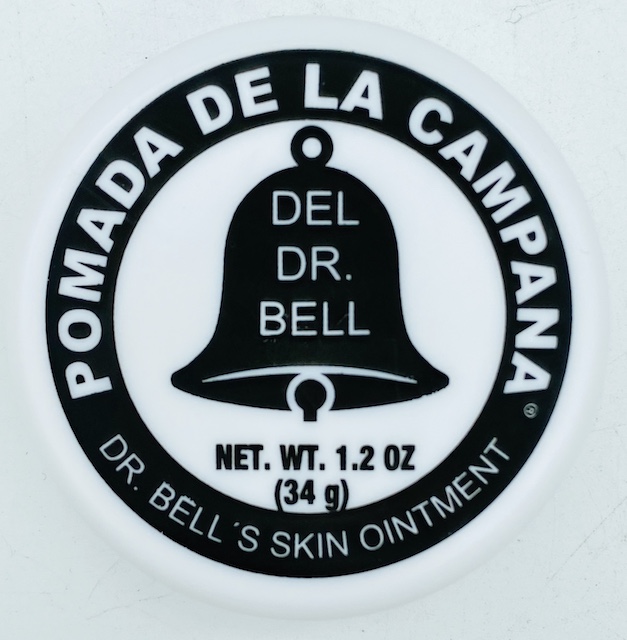 POMADA DE LA CAMPANA®
DEL
DR.
BELL
NET. WT. 1.2 OZ
(34 g)
DR. BELL´S SKIN OINTMENT